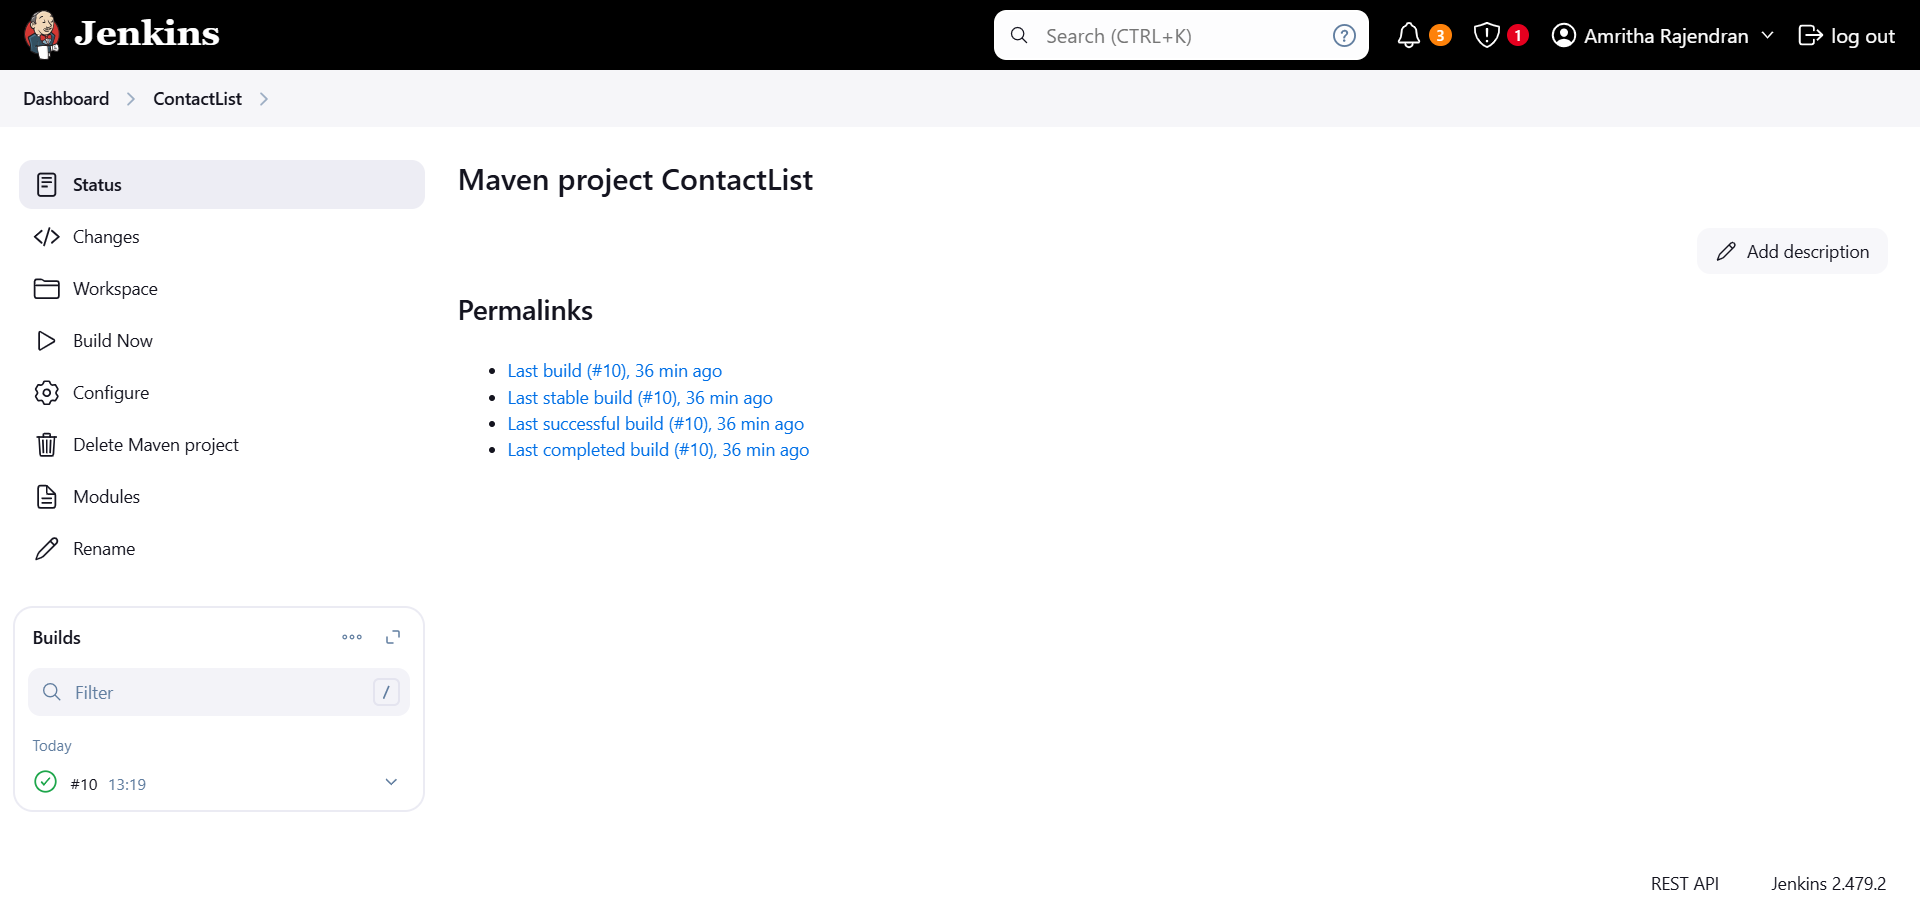 Jenkins
Search (CTRL+K)
?
3
1
Amritha Rajendran
log out
Dashboard
ContactList
Status
Changes
Workspace
Build Now
Configure
Delete Maven project
Modules
Rename
Builds
Filter
/
Today
#10 13:19
Maven project ContactList
Add description
Permalinks
Last build (#10), 36 min ago
Last stable build (#10), 36 min ago
Last successful build (#10), 36 min ago
Last completed build (#10), 36 min ago
REST API
Jenkins 2.479.2